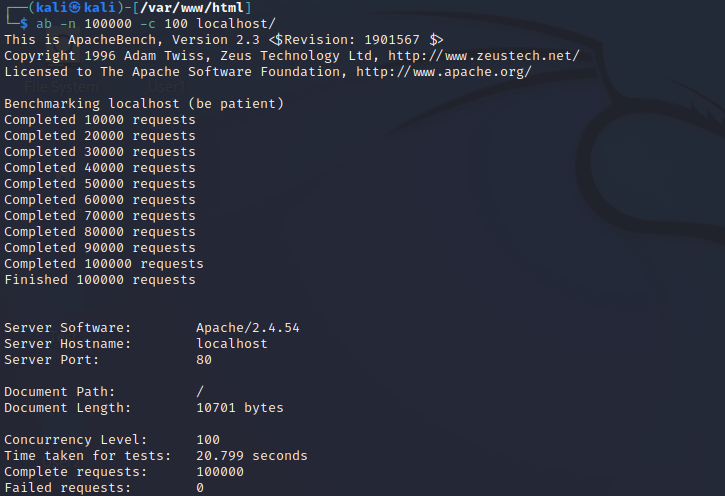 ┌──(kali㉿kali)-[/var/www/html]
└─$ ab -n 100000 -c 100 localhost/
This is ApacheBench, Version 2.3 <$Revision: 1901567 $>
Copyright 1996 Adam Twiss, Zeus Technology Ltd, http://www.zeustech.net/
Licensed to The Apache Software Foundation, http://www.apache.org/
File System
Benchmarking localhost (be patient)
Completed 10000 requests
Completed 20000 requests
Completed 30000 requests
Completed 40000 requests
Completed 50000 requests
Completed 60000 requests
Completed 70000 requests
Completed 80000 requests
Completed 90000 requests
Completed 100000 requests
Finished 100000 requests
Server Software: Apache/2.4.54
Server Hostname: localhost
Server Port: 80
Document Path: /
Document Length: 10701 bytes
Concurrency Level: 100
Time taken for tests: 20.799 seconds
Complete requests: 100000
Failed requests: 0